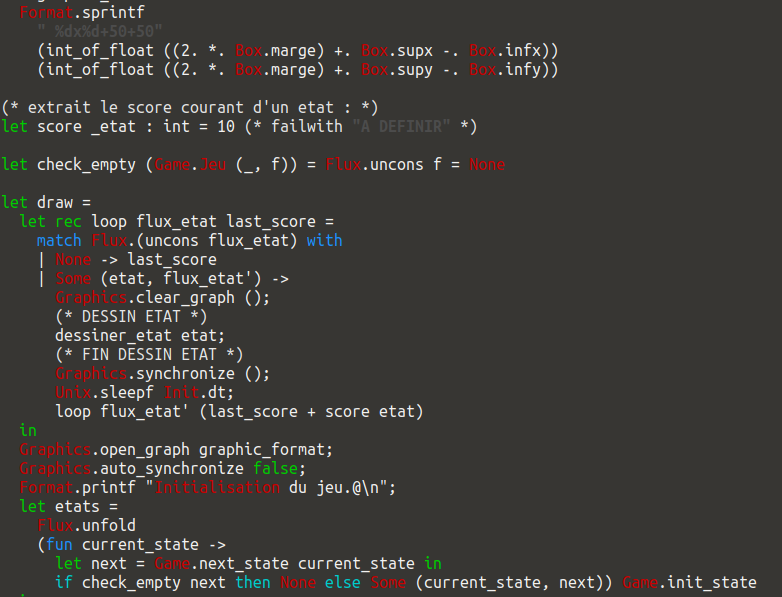 Format.sprintf
" %dx%d+50+50"
(int_of_float ((2. *. Box.marge) +. Box.supx -. Box.infx))
(int_of_float ((2. *. Box.marge) +. Box.supy -. Box.infy))
(* extrait le score courant d'un etat : *)
let score _etat : int = 10 (* failwith "A DEFINIR" *)
let check_empty (Game.Jeu (_, f)) = Flux.uncons f = None
let draw =
let rec loop flux_etat last_score =
match Flux.(uncons flux_etat) with
| None -> last_score
| Some (etat, flux_etat') ->
Graphics.clear_graph ();
(* DESSIN ETAT *)
dessiner_etat etat;
(* FIN DESSIN ETAT *)
Graphics.synchronize ();
Unix.sleepf Init.dt;
loop flux_etat' (last_score + score etat)
in
Graphics.open_graph graphic_format;
Graphics.auto_synchronize false;
Format.printf "Initialisation du jeu.@\n";
let etats =
Flux.unfold
(fun current_state ->
let next = Game.next_state current_state in
if check_empty next then None else Some (current_state, next)) Game.init_state